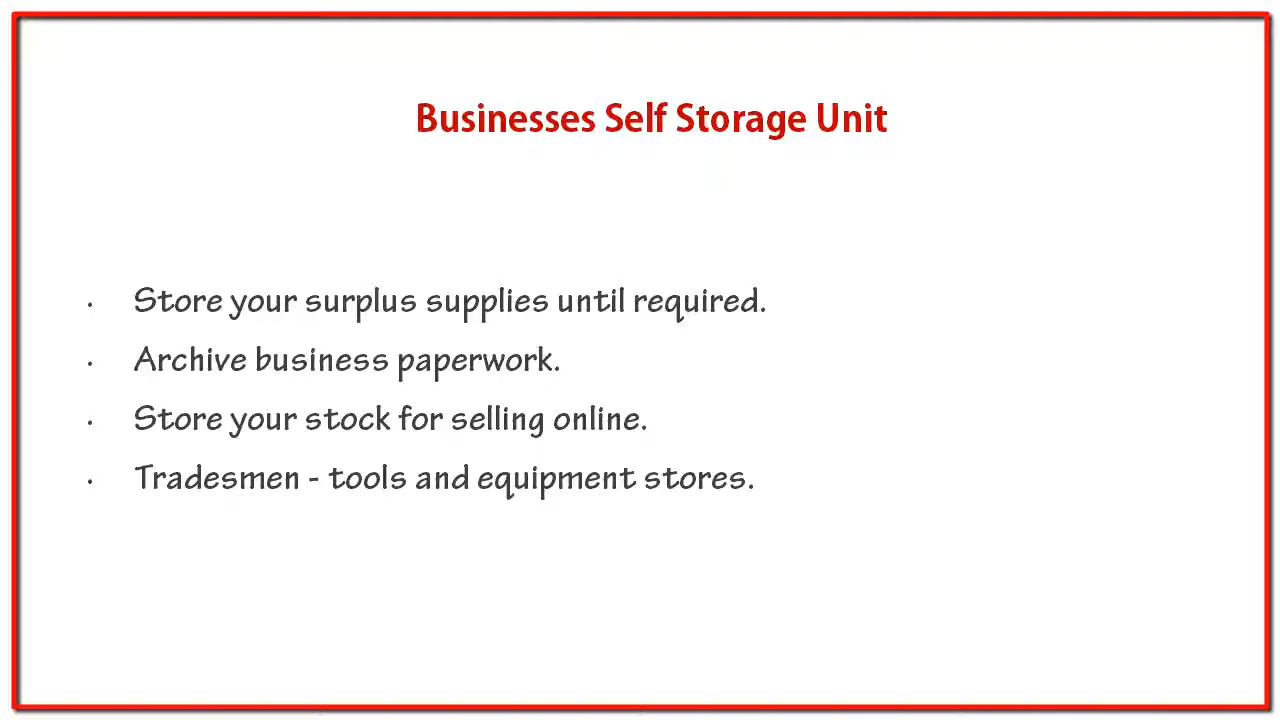 Businesses Self Storage Unit
· Store your surplus supplies until required.
· Archive business paperwork.
· Store your stock for selling online.
· Tradesmen - tools and equipment stores.